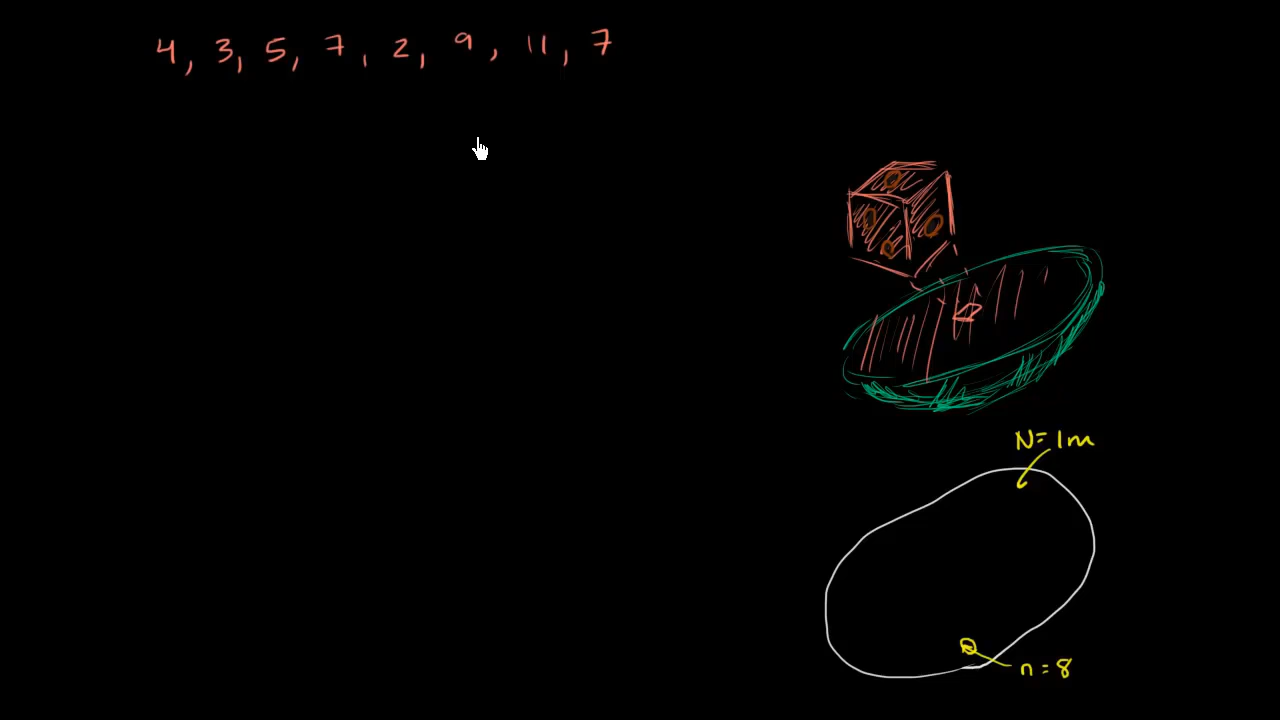 4, 3, 5, 7, 2, 9, 11, 7
N=1m
n=8